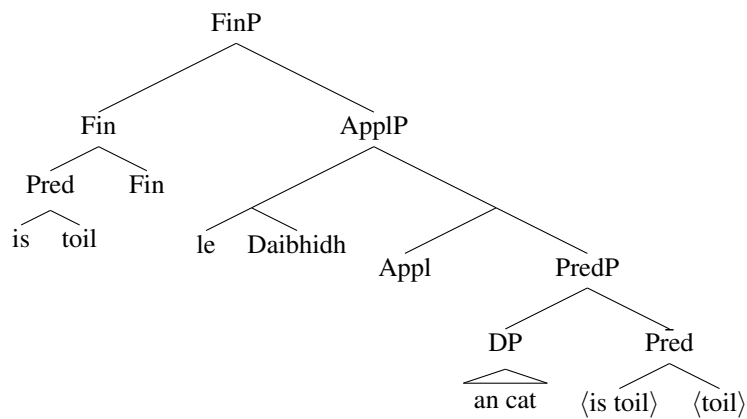 FinP
Fin ApplP
Pred Fin
is toil le Daibhidh
Appl PredP
DP Pred
an cat ⟨is toil⟩ ⟨toil⟩